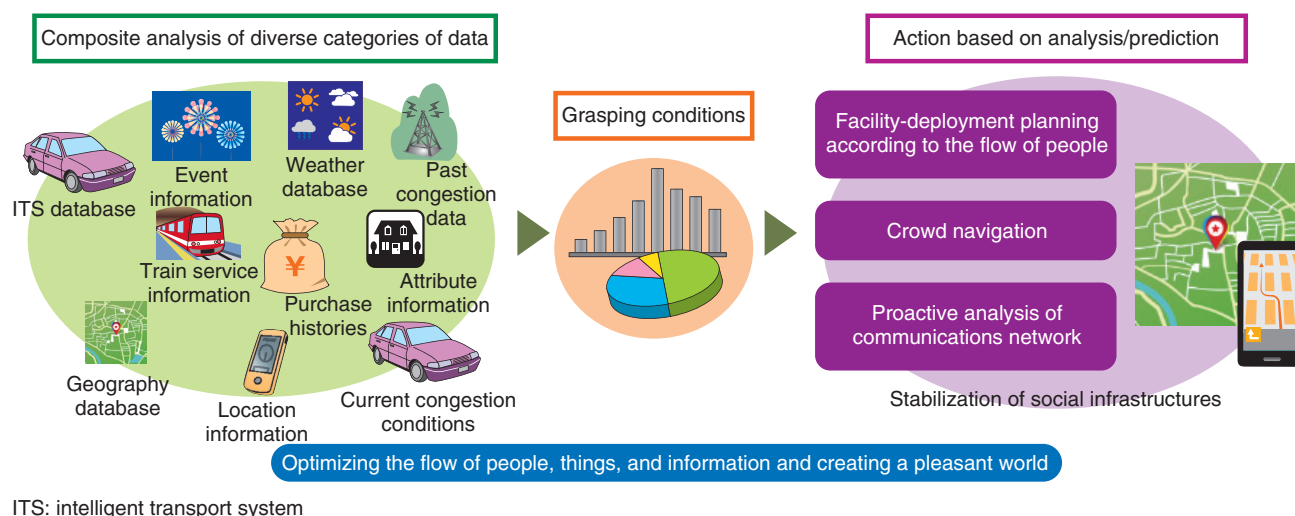 Composite analysis of diverse categories of data
Event
information
Weather
database
Past
congestion
data
ITS database
Train service
information
¥
Purchase
histories
Attribute
information
Geography
database
Location
information
Current congestion
conditions
Grasping conditions
Action based on analysis/prediction
Facility-deployment planning
according to the flow of people
Crowd navigation
Proactive analysis of
communications network
Stabilization of social infrastructures
Optimizing the flow of people, things, and information and creating a pleasant world
ITS: intelligent transport system